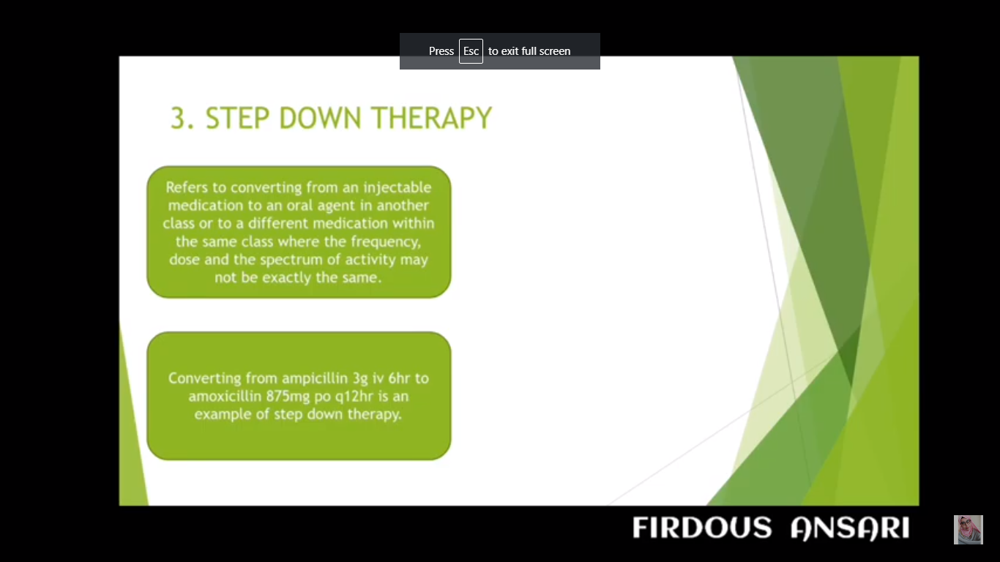 Press Esc to exit full screen
3. STEP DOWN THERAPY
Refers to converting from an injectable
medication to an oral agent in another
class or to a different medication within
the same class where the frequency,
dose and the spectrum of activity may
not be exactly the same.
Converting from ampicillin 3g iv 6hr to
amoxicillin 875mg po q12hr is an
example of step down therapy.
FIRDOUS ANSARI